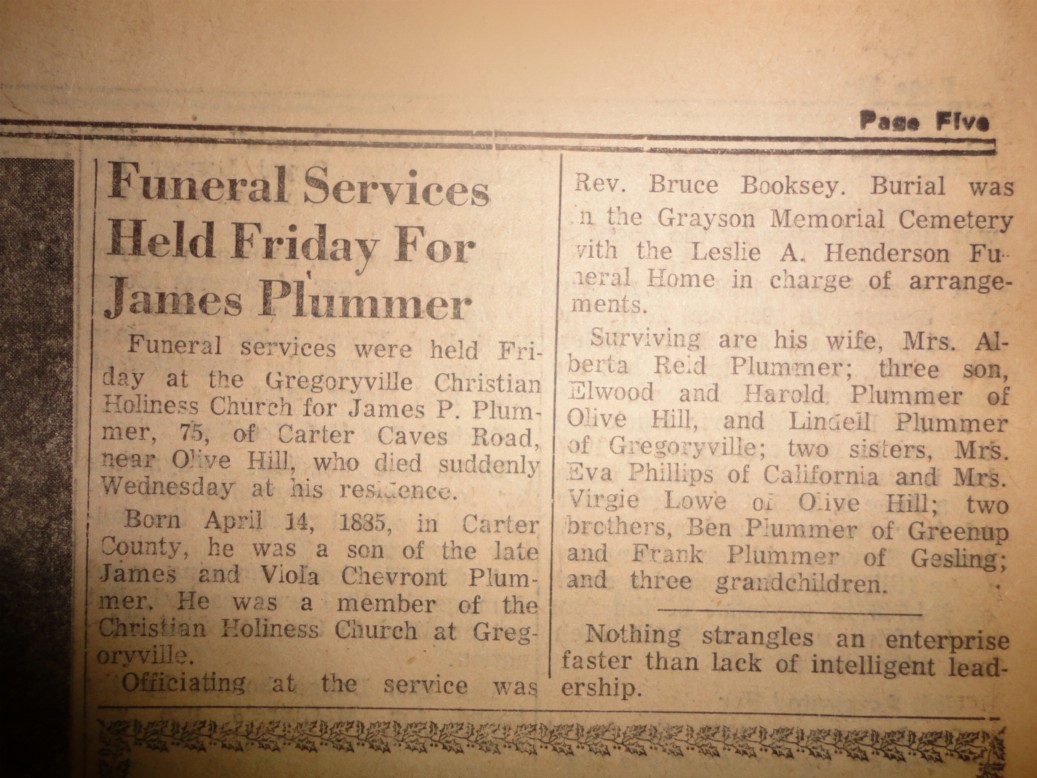 Page Five
Funeral Services
Held Friday For
James Plummer
Funeral services were held Fri-
day at the Gregoryville Christian
Holiness Church for James P. Plum-
mer, 75, of Carter Caves Road,
near Olive Hill, who died suddenly
Wednesday at his residence.
Born April 14, 1885, in Carter
County, he was a son of the late
James and Viola Chevront Plum-
mer. He was a member of the
Christian Holiness Church at Greg-
oryville.
Officiating at the service was
Rev. Bruce Booksey. Burial was
in the Grayson Memorial Cemetery
with the Leslie A. Henderson Fu-
neral Home in charge of arrange-
ments.
Surviving are his wife, Mrs. Al-
berta Reid Plummer; three son,
Elwood and Harold Plummer of
Olive Hill, and Lindell Plummer
of Gregoryville; two sisters, Mrs.
Eva Phillips of California and Mrs.
Virgie Lowe of Olive Hill; two
brothers, Ben Plummer of Greenup
and Frank Plummer of Gesling;
and three grandchildren.
Nothing strangles an enterprise
faster than lack of intelligent lead-
ership.